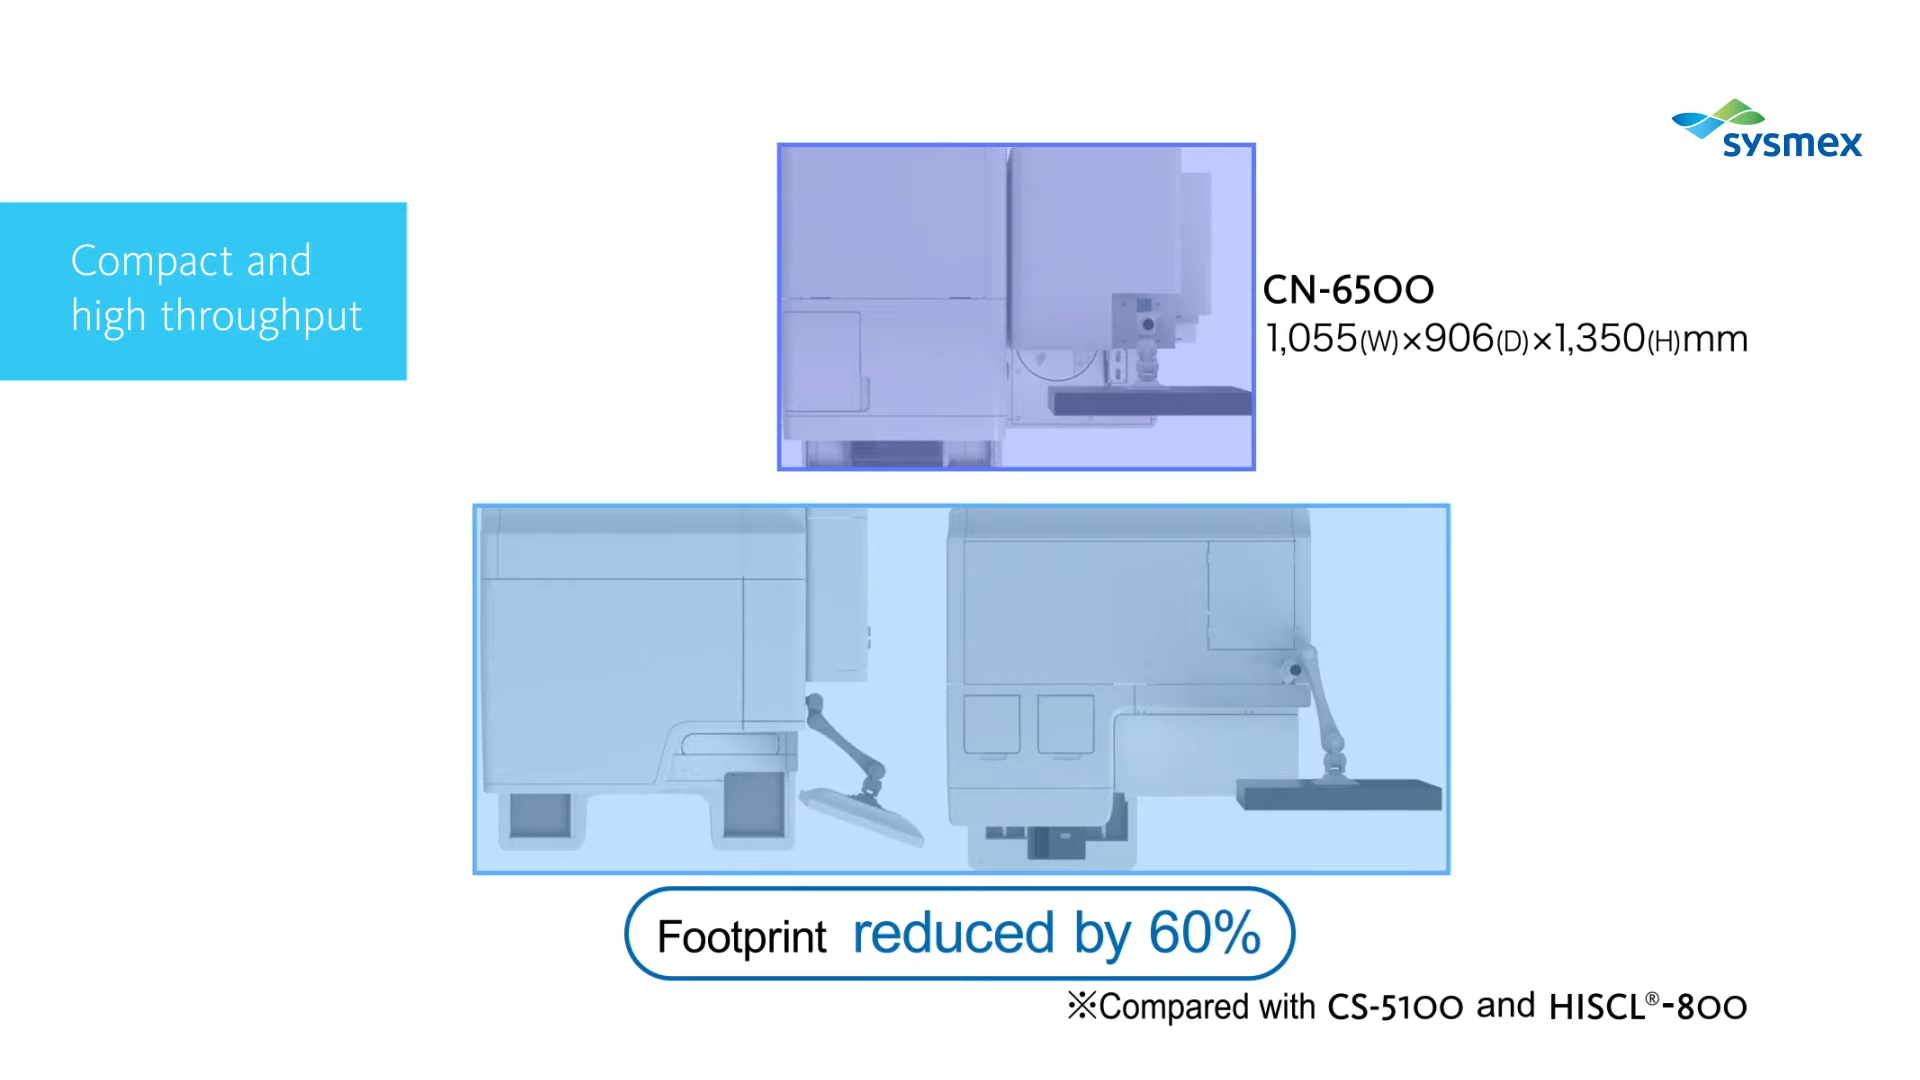 sysmex
Compact and
high throughput
CN-6500
1,055(W)×906(D)×1,350(H)mm
Footprint reduced by 60%
※Compared with CS-5100 and HISCL®-800